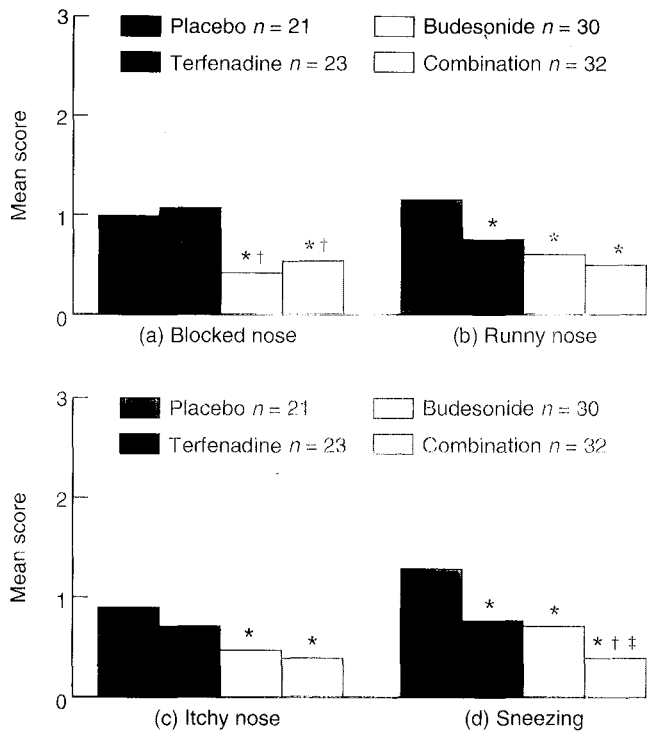 3
Placebo n = 21
Budesonide n = 30
Terfenadine n = 23
Combination n = 32
2
Mean score
1
*
* †
* †
*
*
0
(a) Blocked nose
(b) Runny nose
3
Placebo n = 21
Budesonide n = 30
Terfenadine n = 23
Combination n = 32
2
Mean score
1
*
*
*
*
* † ‡
0
(c) Itchy nose
(d) Sneezing